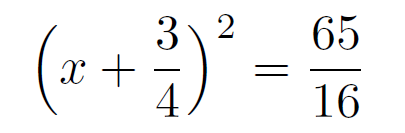 (x + 3/4)^2 = 65/16